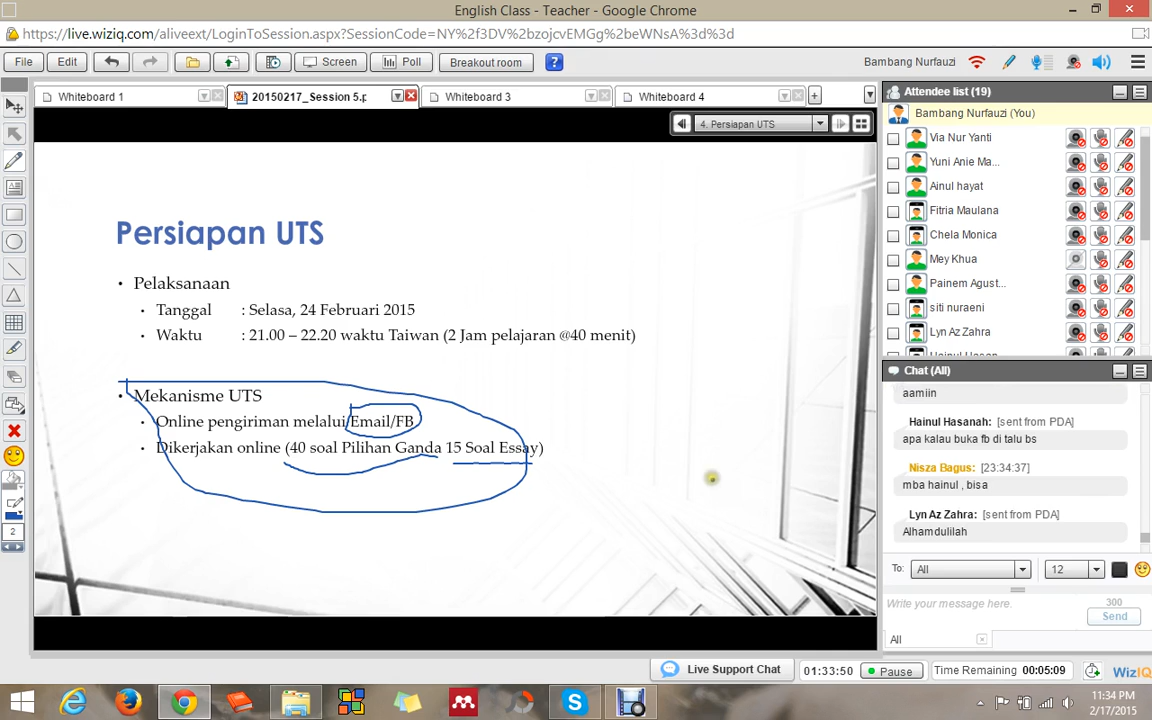 English Class - Teacher - Google Chrome
https://live.wiziq.com/aliveext/LoginToSession.aspx?SessionCode=NY%2f3DV%2bzojcvEMGg%2beWNsA%3d%3d
File
Edit
Screen
Poll
Breakout room
?
Bambang Nurfauzi
Whiteboard 1
20150217_Session 5.p
Whiteboard 3
Whiteboard 4
4. Persiapan UTS
Persiapan UTS
• Pelaksanaan
• Tanggal : Selasa, 24 Februari 2015
• Waktu : 21.00 – 22.20 waktu Taiwan (2 Jam pelajaran @40 menit)
• Mekanisme UTS
• Online pengiriman melalui Email/FB
• Dikerjakan online (40 soal Pilihan Ganda 15 Soal Essay)
2
Attendee list (19)
Bambang Nurfauzi (You)
Via Nur Yanti
Yuni Anie Ma...
Ainul hayat
Fitria Maulana
Chela Monica
Mey Khua
Painem Agust...
siti nuraeni
Lyn Az Zahra
Hainul Hasan
Chat (All)
aamiin
Hainul Hasanah: [sent from PDA]
apa kalau buka fb di talu bs
Nisza Bagus: [23:34:37]
mba hainul , bisa
Lyn Az Zahra: [sent from PDA]
Alhamdulilah
To: All 12
Write your message here. 300
Send
All
Live Support Chat
01:33:50
Pause
Time Remaining 00:05:09
WizIQ
11:34 PM
2/17/2015